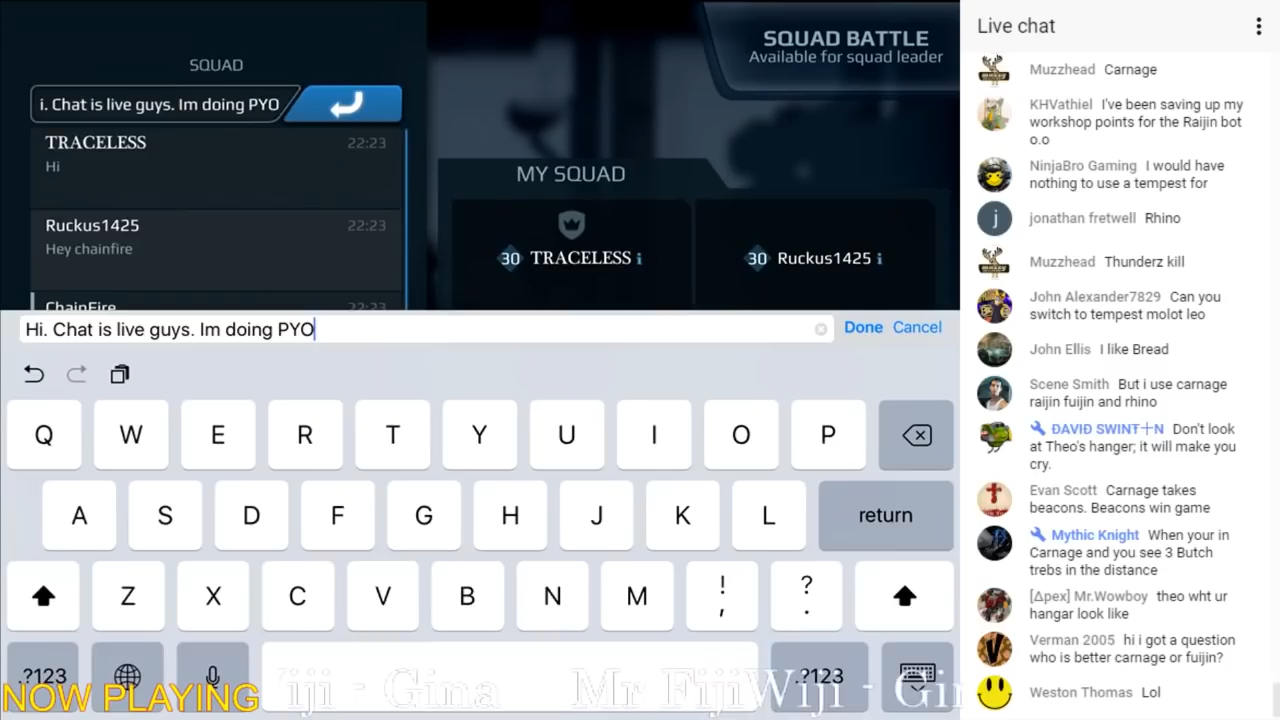 SQUAD
i. Chat is live guys. Im doing PYO
TRACELESS 22:23
Hi
Ruckus1425 22:23
Hey chainfire
ChainFire 22:23
SQUAD BATTLE
Available for squad leader
MY SQUAD
30 TRACELESS i
30 Ruckus1425 i
Hi. Chat is live guys. Im doing PYO
Done Cancel
Q W E R T Y U I O P
A S D F G H J K L return
Z X C V B N M ! , ? .
.?123 .?123
NOW PLAYING
iji - Gina Mr FijiWiji - Gi
Live chat
Muzzhead Carnage
KHVathiel I've been saving up my
workshop points for the Raijin bot
o.o
NinjaBro Gaming I would have
nothing to use a tempest for
j
jonathan fretwell Rhino
Muzzhead Thunderz kill
John Alexander7829 Can you
switch to tempest molot leo
John Ellis I like Bread
Scene Smith But i use carnage
raijin fuijin and rhino
ĐAVIĐ SWINŦ┼N Don't look
at Theo's hanger; it will make you
cry.
Evan Scott Carnage takes
beacons. Beacons win game
Mythic Knight When your in
Carnage and you see 3 Butch
trebs in the distance
[Δpex] Mr.Wowboy theo wht ur
hangar look like
Verman 2005 hi i got a question
who is better carnage or fuijin?
Weston Thomas Lol